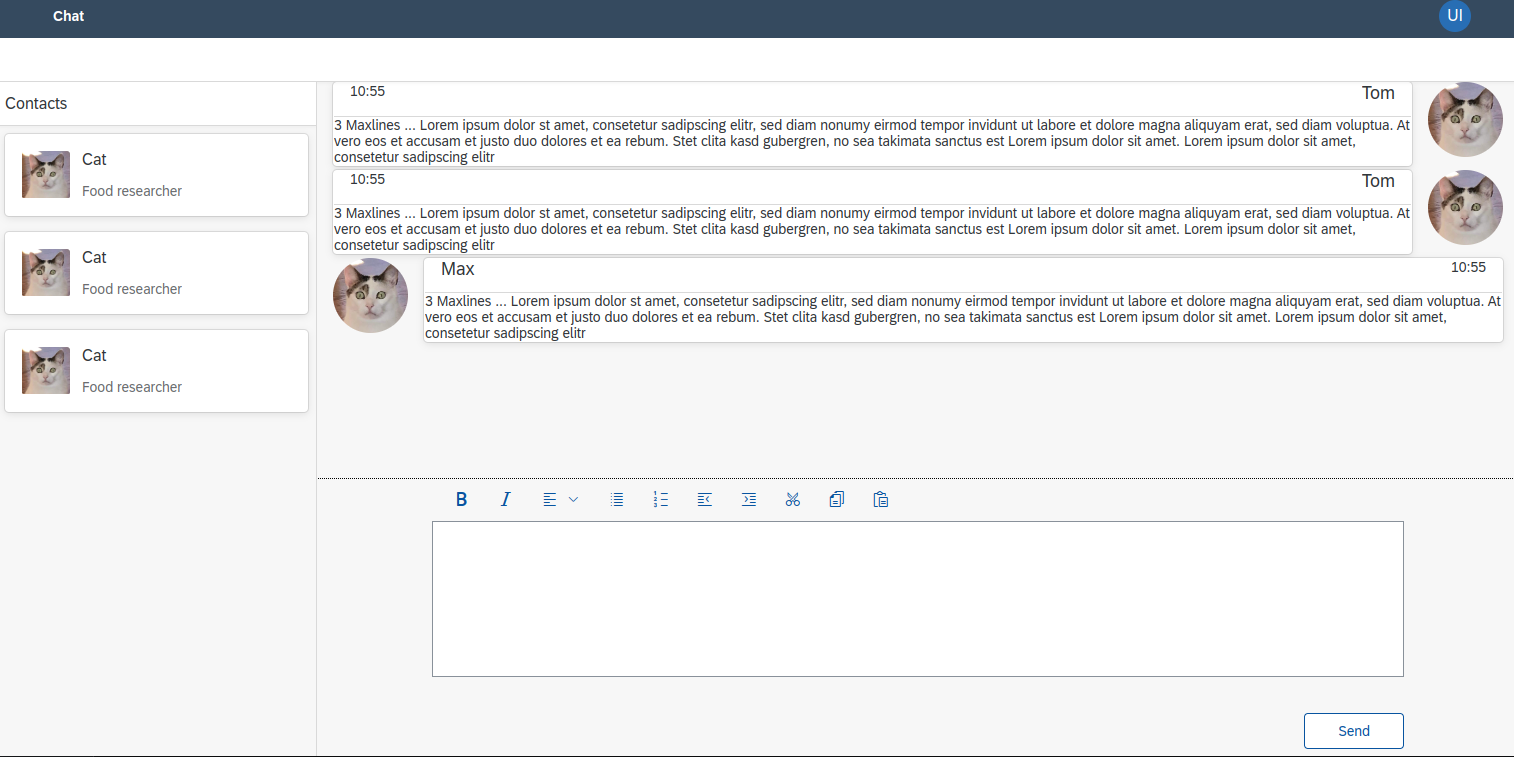 Chat
UI
Contacts
Cat
Food researcher
Cat
Food researcher
Cat
Food researcher
10:55 Tom
3 Maxlines ... Lorem ipsum dolor st amet, consetetur sadipscing elitr, sed diam nonumy eirmod tempor invidunt ut labore et dolore magna aliquyam erat, sed diam voluptua. At
vero eos et accusam et justo duo dolores et ea rebum. Stet clita kasd gubergren, no sea takimata sanctus est Lorem ipsum dolor sit amet. Lorem ipsum dolor sit amet,
consetetur sadipscing elitr
10:55 Tom
3 Maxlines ... Lorem ipsum dolor st amet, consetetur sadipscing elitr, sed diam nonumy eirmod tempor invidunt ut labore et dolore magna aliquyam erat, sed diam voluptua. At
vero eos et accusam et justo duo dolores et ea rebum. Stet clita kasd gubergren, no sea takimata sanctus est Lorem ipsum dolor sit amet. Lorem ipsum dolor sit amet,
consetetur sadipscing elitr
Max 10:55
3 Maxlines ... Lorem ipsum dolor st amet, consetetur sadipscing elitr, sed diam nonumy eirmod tempor invidunt ut labore et dolore magna aliquyam erat, sed diam voluptua. At
vero eos et accusam et justo duo dolores et ea rebum. Stet clita kasd gubergren, no sea takimata sanctus est Lorem ipsum dolor sit amet. Lorem ipsum dolor sit amet,
consetetur sadipscing elitr
B I
Send